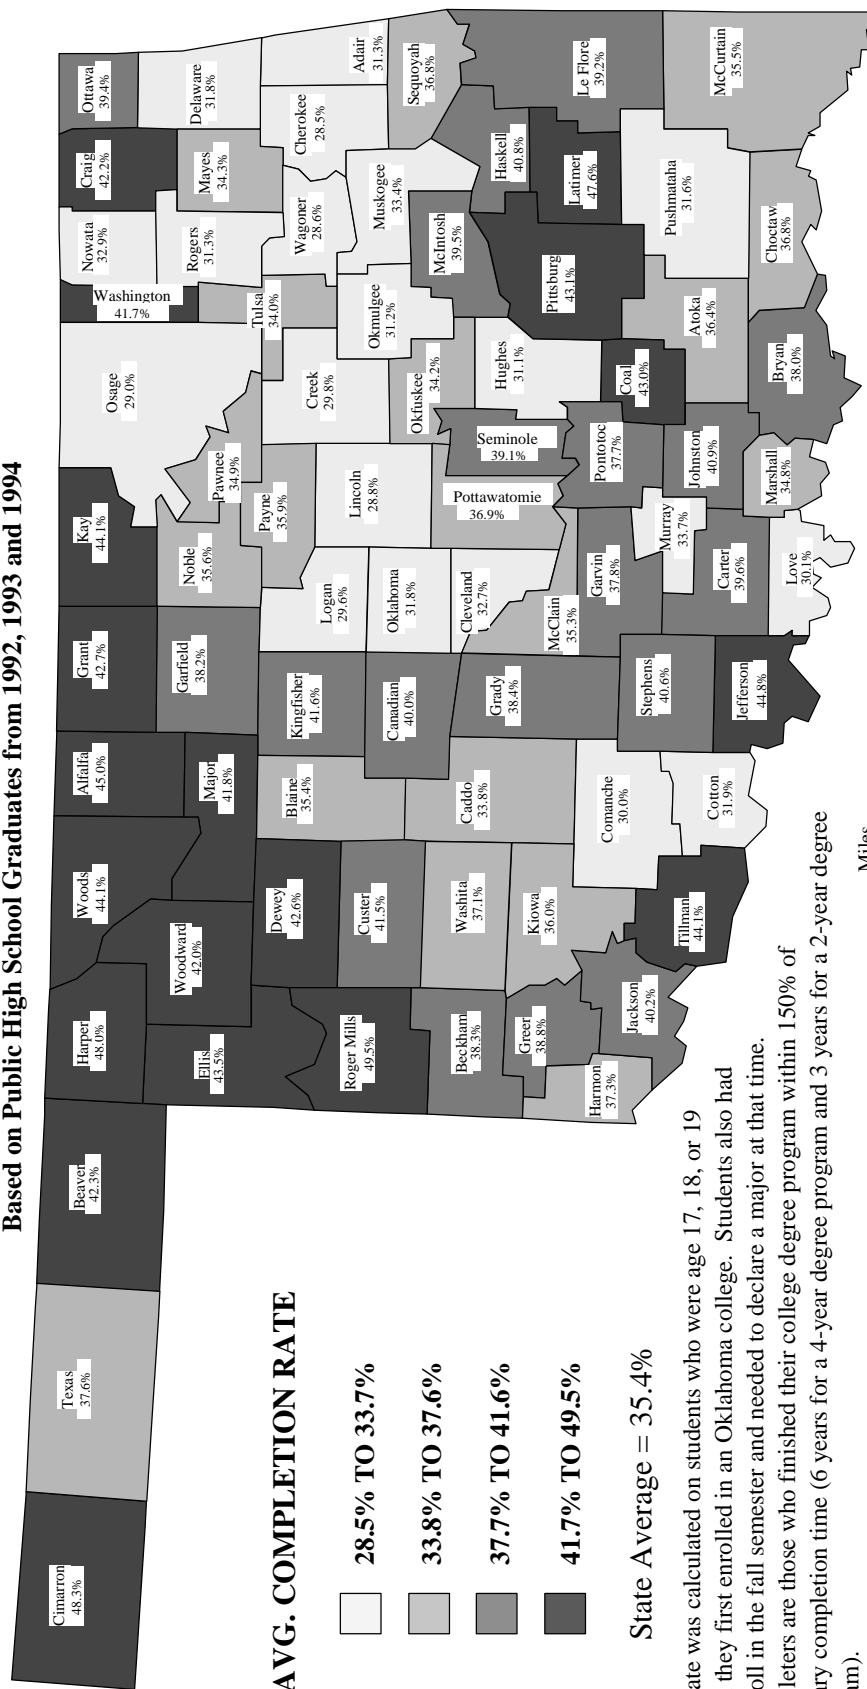 Based on Public High School Graduates from 1992, 1993 and 1994
Cimarron
48.3%
Texas
37.6%
Beaver
42.3%
Harper
48.0%
Woods
44.1%
Alfalfa
45.0%
Grant
42.7%
Kay
44.1%
Osage
29.0%
Washington
41.7%
Nowata
32.9%
Craig
42.2%
Ottawa
39.4%
Ellis
43.5%
Woodward
42.0%
Major
41.8%
Garfield
38.2%
Noble
35.6%
Pawnee
34.9%
Tulsa
34.0%
Rogers
31.3%
Mayes
34.3%
Delaware
31.8%
Roger Mills
49.5%
Dewey
42.6%
Blaine
35.4%
Kingfisher
41.6%
Logan
29.6%
Payne
35.9%
Creek
29.8%
Wagoner
28.6%
Cherokee
28.5%
Adair
31.3%
Custer
41.5%
Canadian
40.0%
Oklahoma
31.8%
Lincoln
28.8%
Okfuskee
34.2%
Okmulgee
31.2%
Muskogee
33.4%
Sequoyah
36.8%
Beckham
38.3%
Washita
37.1%
Caddo
33.8%
Grady
38.4%
Cleveland
32.7%
Pottawatomie
36.9%
Seminole
39.1%
Hughes
31.1%
McIntosh
39.5%
Haskell
40.8%
Greer
38.8%
Kiowa
36.0%
McClain
35.3%
Garvin
37.8%
Pontotoc
37.7%
Coal
43.0%
Pittsburg
43.1%
Latimer
47.6%
Le Flore
39.2%
Harmon
37.3%
Jackson
40.2%
Tillman
44.1%
Comanche
30.0%
Cotton
31.9%
Stephens
40.6%
Jefferson
44.8%
Murray
33.7%
Carter
39.6%
Love
30.1%
Johnston
40.9%
Marshall
34.8%
Atoka
36.4%
Bryan
38.0%
Pushmataha
31.6%
Choctaw
36.8%
McCurtain
35.5%
AVG. COMPLETION RATE
28.5% TO 33.7%
33.8% TO 37.6%
37.7% TO 41.6%
41.7% TO 49.5%
State Average = 35.4%
ate was calculated on students who were age 17, 18, or 19
they first enrolled in an Oklahoma college. Students also had
oll in the fall semester and needed to declare a major at that time.
leters are those who finished their college degree program within 150% of
ary completion time (6 years for a 4-year degree program and 3 years for a 2-year degree
am).
Miles